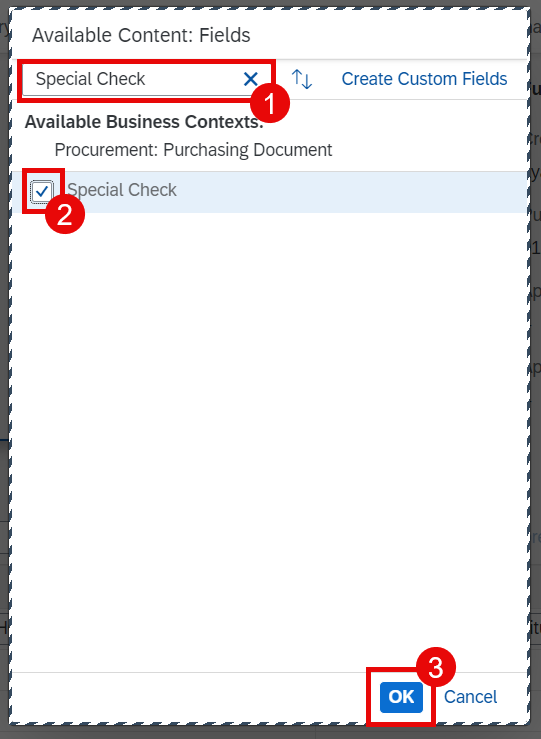 Available Content: Fields
Special Check
1
Create Custom Fields
Available Business Contexts:
Procurement: Purchasing Document
Special Check
2
3
OK
Cancel